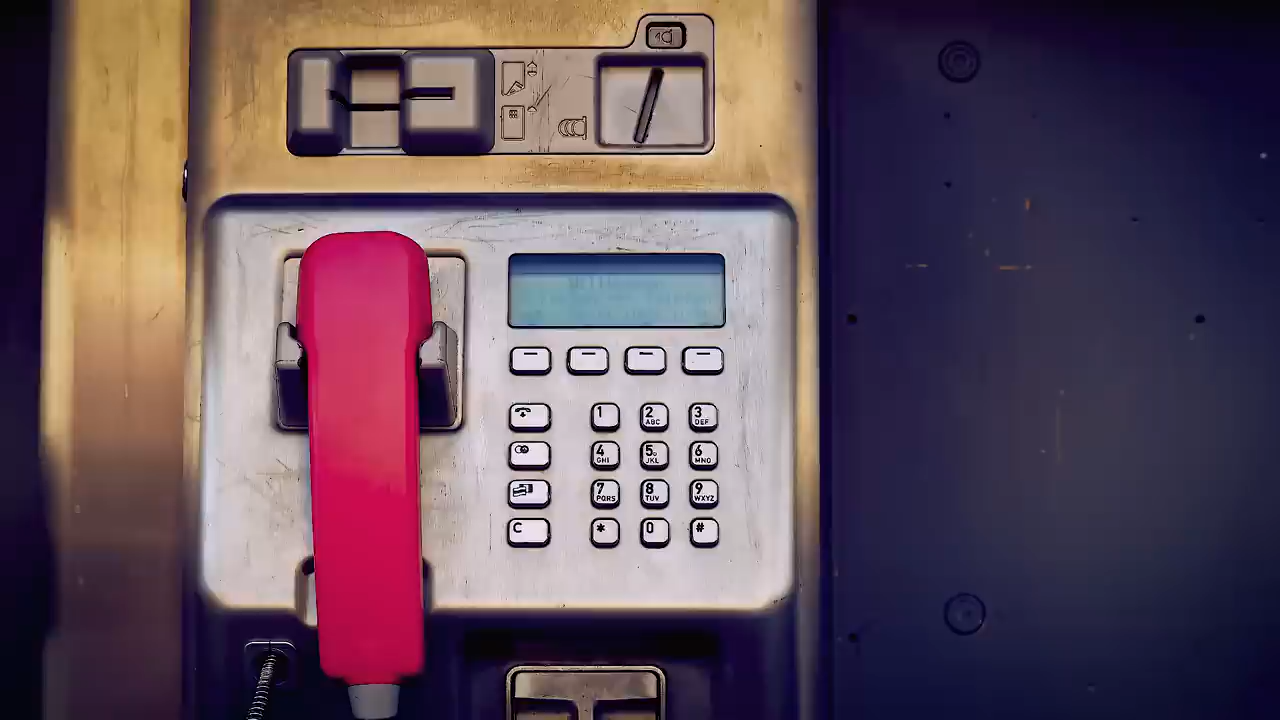 1 2 3
ABC DEF
4 5 6
GHI JKL MNO
7 8 9
PQRS TUV WXYZ
C * 0 #